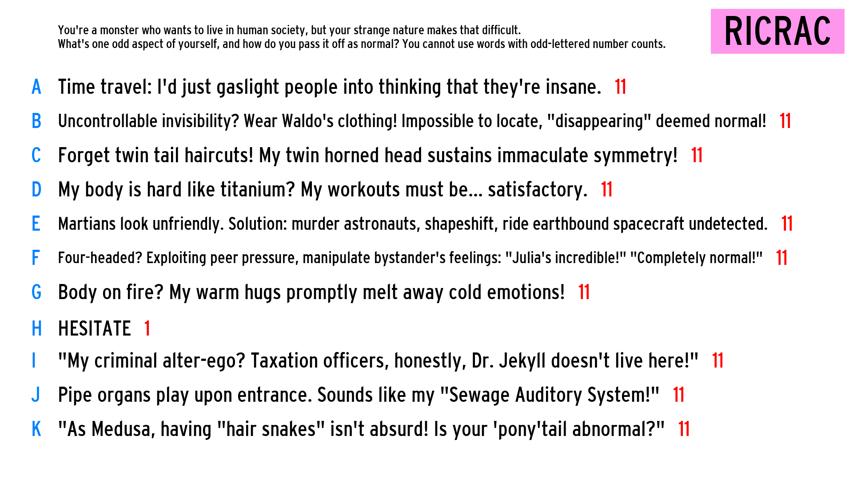 You're a monster who wants to live in human society, but your strange nature makes that difficult.
What's one odd aspect of yourself, and how do you pass it off as normal? You cannot use words with odd-lettered number counts.
RICRAC
A Time travel: I'd just gaslight people into thinking that they're insane. 11
B Uncontrollable invisibility? Wear Waldo's clothing! Impossible to locate, "disappearing" deemed normal! 11
C Forget twin tail haircuts! My twin horned head sustains immaculate symmetry! 11
D My body is hard like titanium? My workouts must be... satisfactory. 11
E Martians look unfriendly. Solution: murder astronauts, shapeshift, ride earthbound spacecraft undetected. 11
F Four-headed? Exploiting peer pressure, manipulate bystander's feelings: "Julia's incredible!" "Completely normal!" 11
G Body on fire? My warm hugs promptly melt away cold emotions! 11
H HESITATE 1
I "My criminal alter-ego? Taxation officers, honestly, Dr. Jekyll doesn't live here!" 11
J Pipe organs play upon entrance. Sounds like my "Sewage Auditory System!" 11
K "As Medusa, having "hair snakes" isn't absurd! Is your 'pony'tail abnormal?" 11